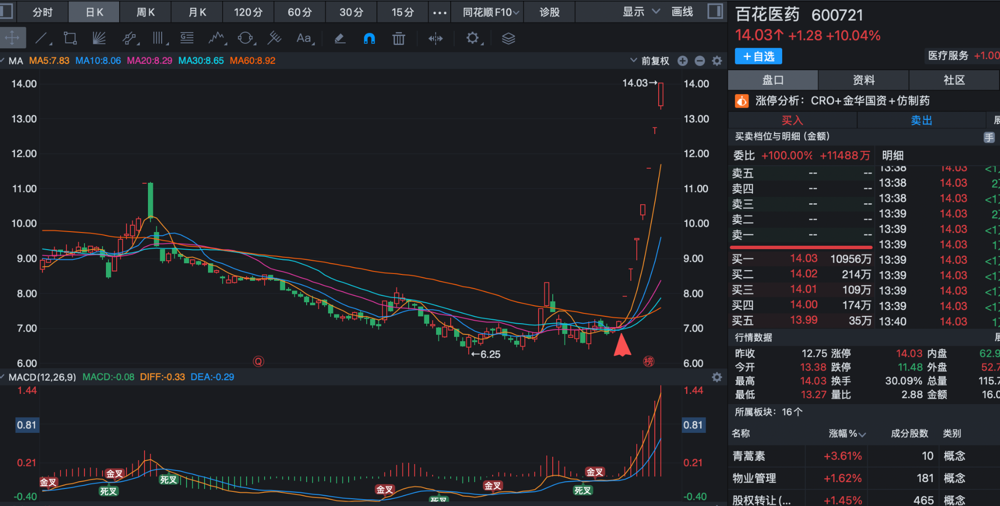 分时 日K 周K 月K 120分 60分 30分 15分 ••• 同花顺F10 诊股 显示 画线
Aa
MA MA5:7.83 MA10:8.06 MA20:8.29 MA30:8.65 MA60:8.92 前复权
14.00 14.03→ 14.00
13.00 13.00
12.00 12.00
11.00 11.00
10.00 10.00
9.00 9.00
8.00 8.00
7.00 7.00
←6.25
6.00 Q 榜 6.00
MACD(12,26,9) MACD:-0.08 DIFF:-0.33 DEA:-0.29
1.44 1.44
0.81 0.81
0.21 0.21
金叉 死叉 金叉 死叉 金叉 死叉 金叉 死叉 金叉
-0.40 -0.40
百花医药 600721
14.03↑ +1.28 +10.04%
+自选 医疗服务 +1.00
盘口 资料 社区
涨停分析：CRO+金华国资+仿制药
买入 卖出
买卖档位与明细(金额) 手
委比 +100.00% +11488万 明细
卖五 -- --
卖四 -- --
卖三 -- --
卖二 -- --
卖一 -- --
买一 14.03 10956万
买二 14.02 214万
买三 14.01 109万
买四 14.00 174万
买五 13.99 35万
13:38 14.03 <1
13:38 14.03 2
13:38 14.03 <1
13:39 14.03 2
13:39 14.03 <1
13:39 14.03 1
13:39 14.03 <1
13:39 14.03 <1
13:39 14.03 <1
13:39 14.03 <1
13:40 14.03 1
行情数据
昨收 12.75 涨停 14.03 内盘 62.9
今开 13.38 跌停 11.48 外盘 52.7
最高 14.03 换手 30.09% 总量 115.7
最低 13.27 量比 2.88 金额 16.0
所属板块：16个
名称 涨幅% 成分股数 类别
青蒿素 +3.61% 10 概念
物业管理 +1.62% 181 概念
股权转让(... +1.45% 465 概念